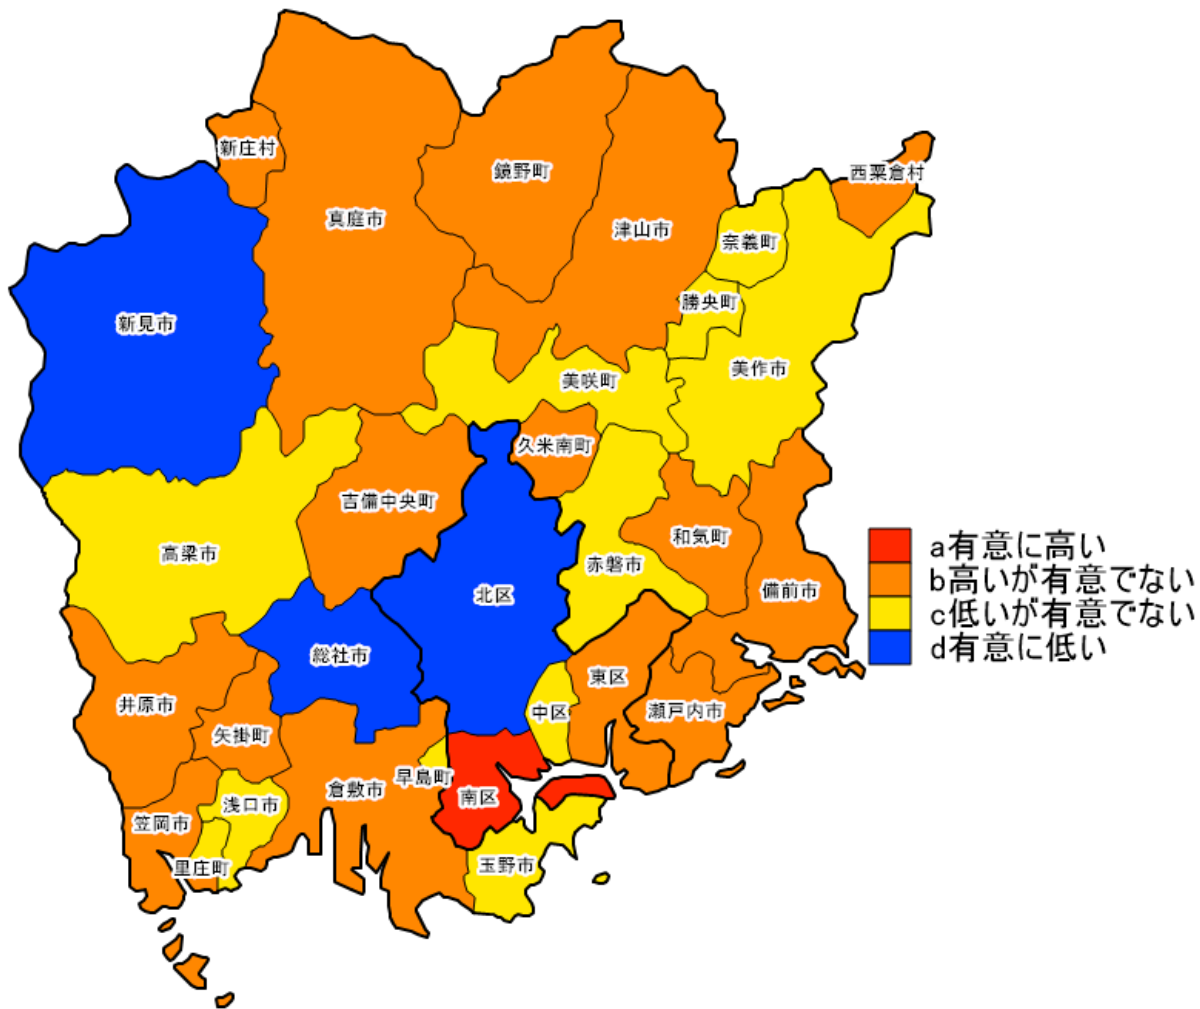 新庄村
西粟倉村
鏡野町
真庭市
津山市
奈義町
勝央町
新見市
美作市
美咲町
久米南町
吉備中央町
和気町
高梁市
赤磐市
備前市
北区
総社市
東区
井原市
中区
瀬戸内市
矢掛町
早島町
倉敷市
南区
浅口市
笠岡市
玉野市
里庄町
a有意に高い
b高いが有意でない
c低いが有意でない
d有意に低い